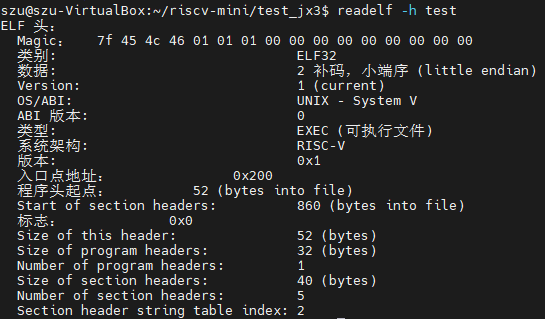 szu@szu-VirtualBox:~/riscv-mini/test_jx3$ readelf -h test
ELF 头：
Magic： 7f 45 4c 46 01 01 01 00 00 00 00 00 00 00 00 00
类别: ELF32
数据: 2 补码，小端序 (little endian)
Version: 1 (current)
OS/ABI: UNIX - System V
ABI 版本: 0
类型: EXEC (可执行文件)
系统架构: RISC-V
版本: 0x1
入口点地址： 0x200
程序头起点： 52 (bytes into file)
Start of section headers: 860 (bytes into file)
标志： 0x0
Size of this header: 52 (bytes)
Size of program headers: 32 (bytes)
Number of program headers: 1
Size of section headers: 40 (bytes)
Number of section headers: 5
Section header string table index: 2